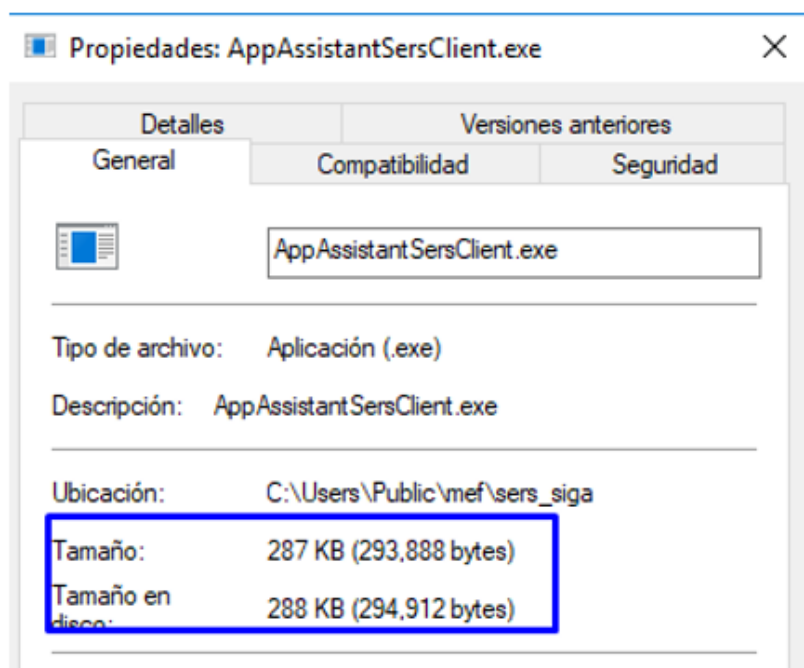 Propiedades: AppAssistantSersClient.exe
Detalles
Versiones anteriores
General
Compatibilidad
Seguridad
AppAssistantSersClient.exe
Tipo de archivo: Aplicación (.exe)
Descripción: AppAssistantSersClient.exe
Ubicación: C:\Users\Public\mef\sers_siga
Tamaño: 287 KB (293,888 bytes)
Tamaño en
disco: 288 KB (294,912 bytes)